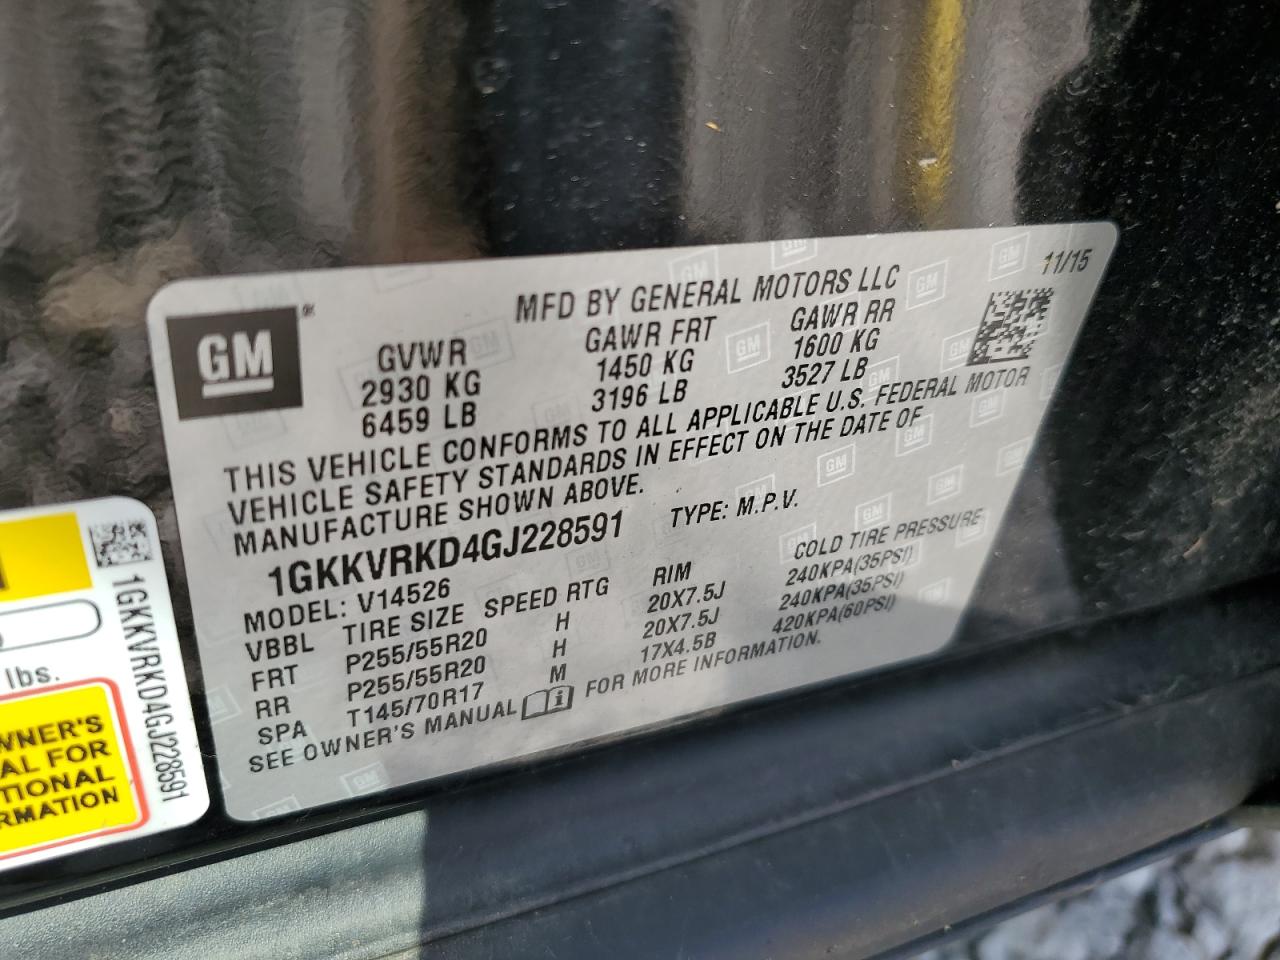 11/15
MFD BY GENERAL MOTORS LLC
GM
GVWR GAWR FRT GAWR RR
2930 KG 1450 KG 1600 KG
6459 LB 3196 LB 3527 LB
THIS VEHICLE CONFORMS TO ALL APPLICABLE U.S. FEDERAL MOTOR
VEHICLE SAFETY STANDARDS IN EFFECT ON THE DATE OF
MANUFACTURE SHOWN ABOVE.
1GKKVRKD4GJ228591 TYPE: M.P.V.
MODEL: V14526
VBBL TIRE SIZE SPEED RTG RIM COLD TIRE PRESSURE
FRT P255/55R20 H 20X7.5J 240KPA(35PSI)
RR P255/55R20 H 20X7.5J 240KPA(35PSI)
SPA T145/70R17 M 17X4.5B 420KPA(60PSI)
SEE OWNER'S MANUAL i FOR MORE INFORMATION.
1GKKVRKD4GJ228591
lbs.
WNER'S
AL FOR
TIONAL
RMATION